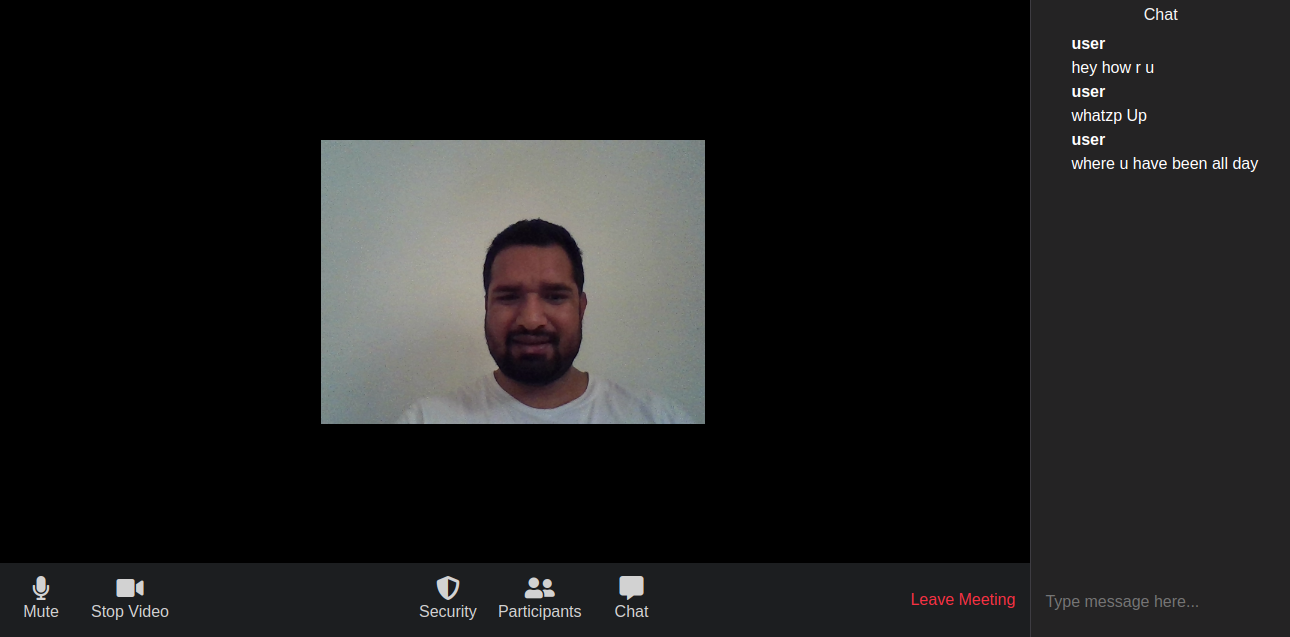 Chat
user
hey how r u
user
whatzp Up
user
where u have been all day
Mute
Stop Video
Security
Participants
Chat
Leave Meeting
Type message here...